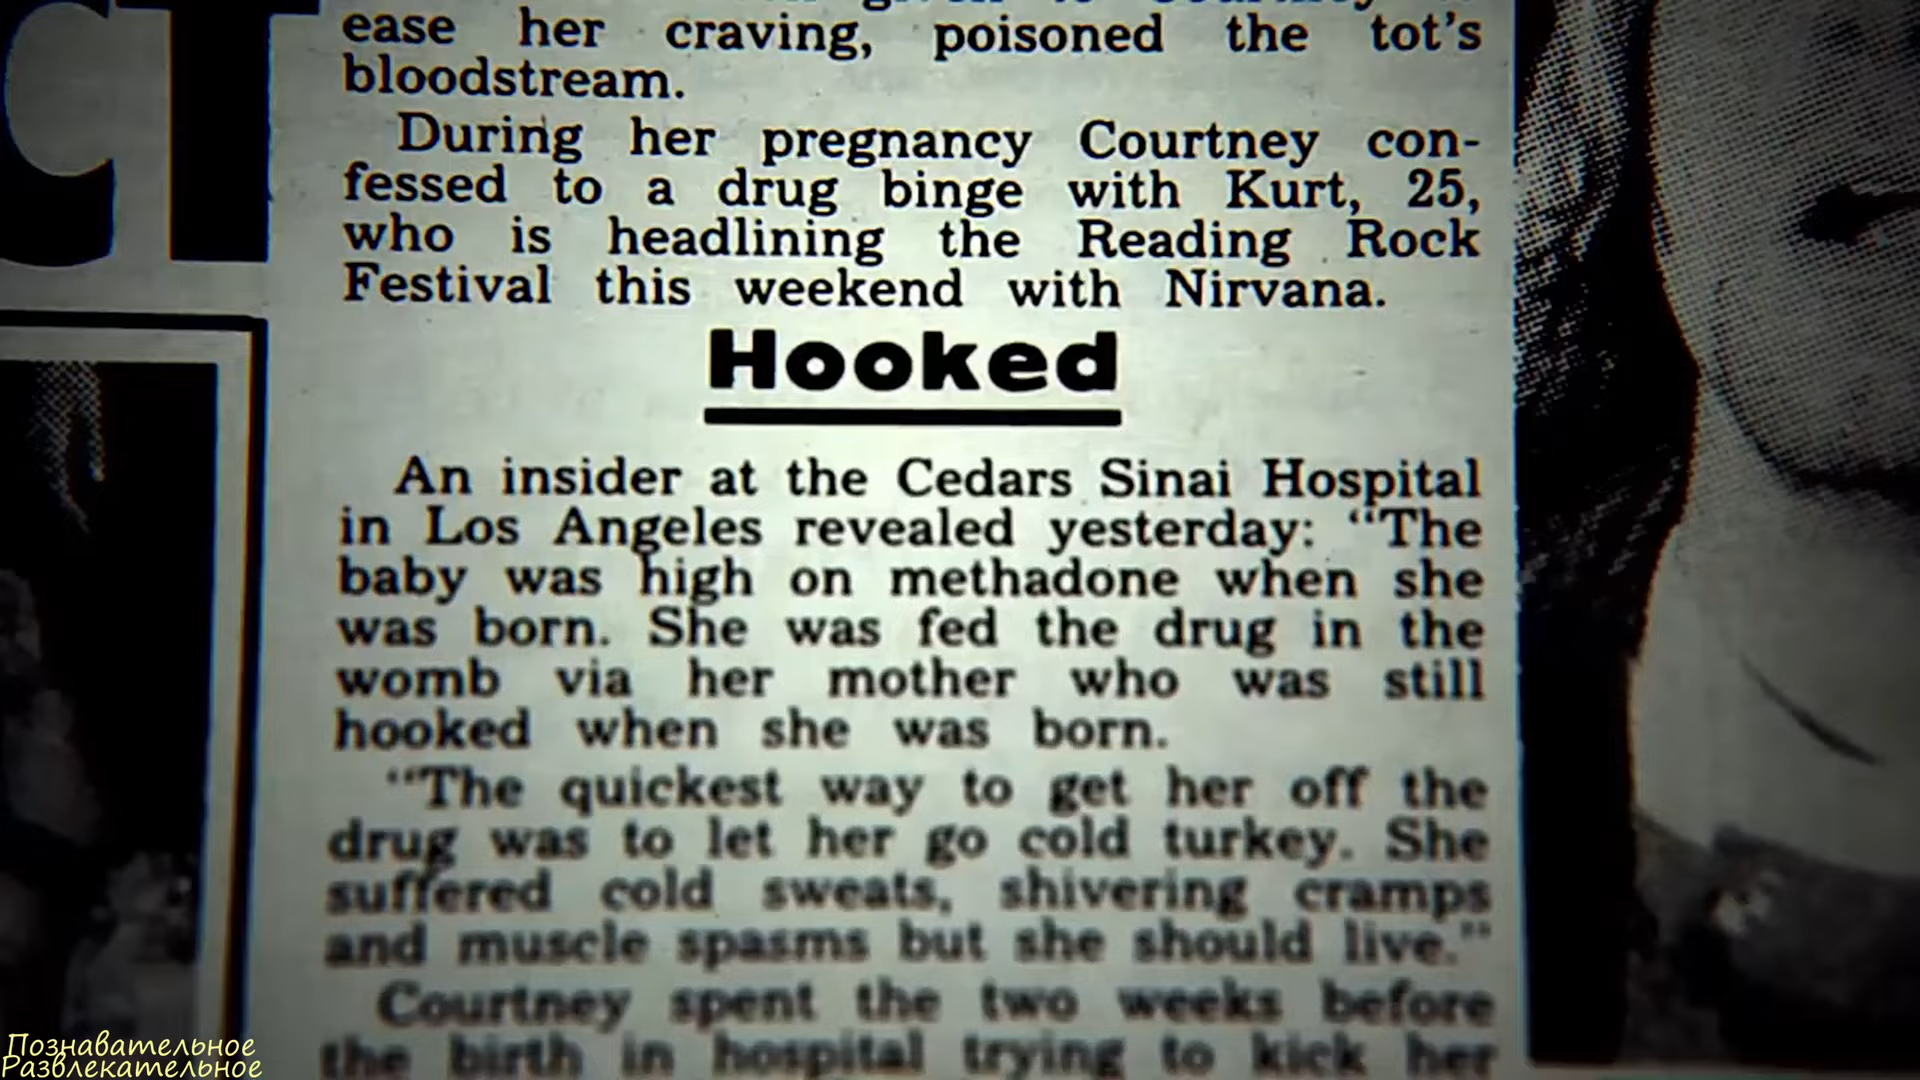 ease her craving, poisoned the tot's
bloodstream.
During her pregnancy Courtney con-
fessed to a drug binge with Kurt, 25,
who is headlining the Reading Rock
Festival this weekend with Nirvana.
Hooked
An insider at the Cedars Sinai Hospital
in Los Angeles revealed yesterday: "The
baby was high on methadone when she
was born. She was fed the drug in the
womb via her mother who was still
hooked when she was born.
"The quickest way to get her off the
drug was to let her go cold turkey. She
suffered cold sweats, shivering cramps
and muscle spasms but she should live."
Courtney spent the two weeks before
the birth in hospital trying to kick her
Познавательное
Развлекательное